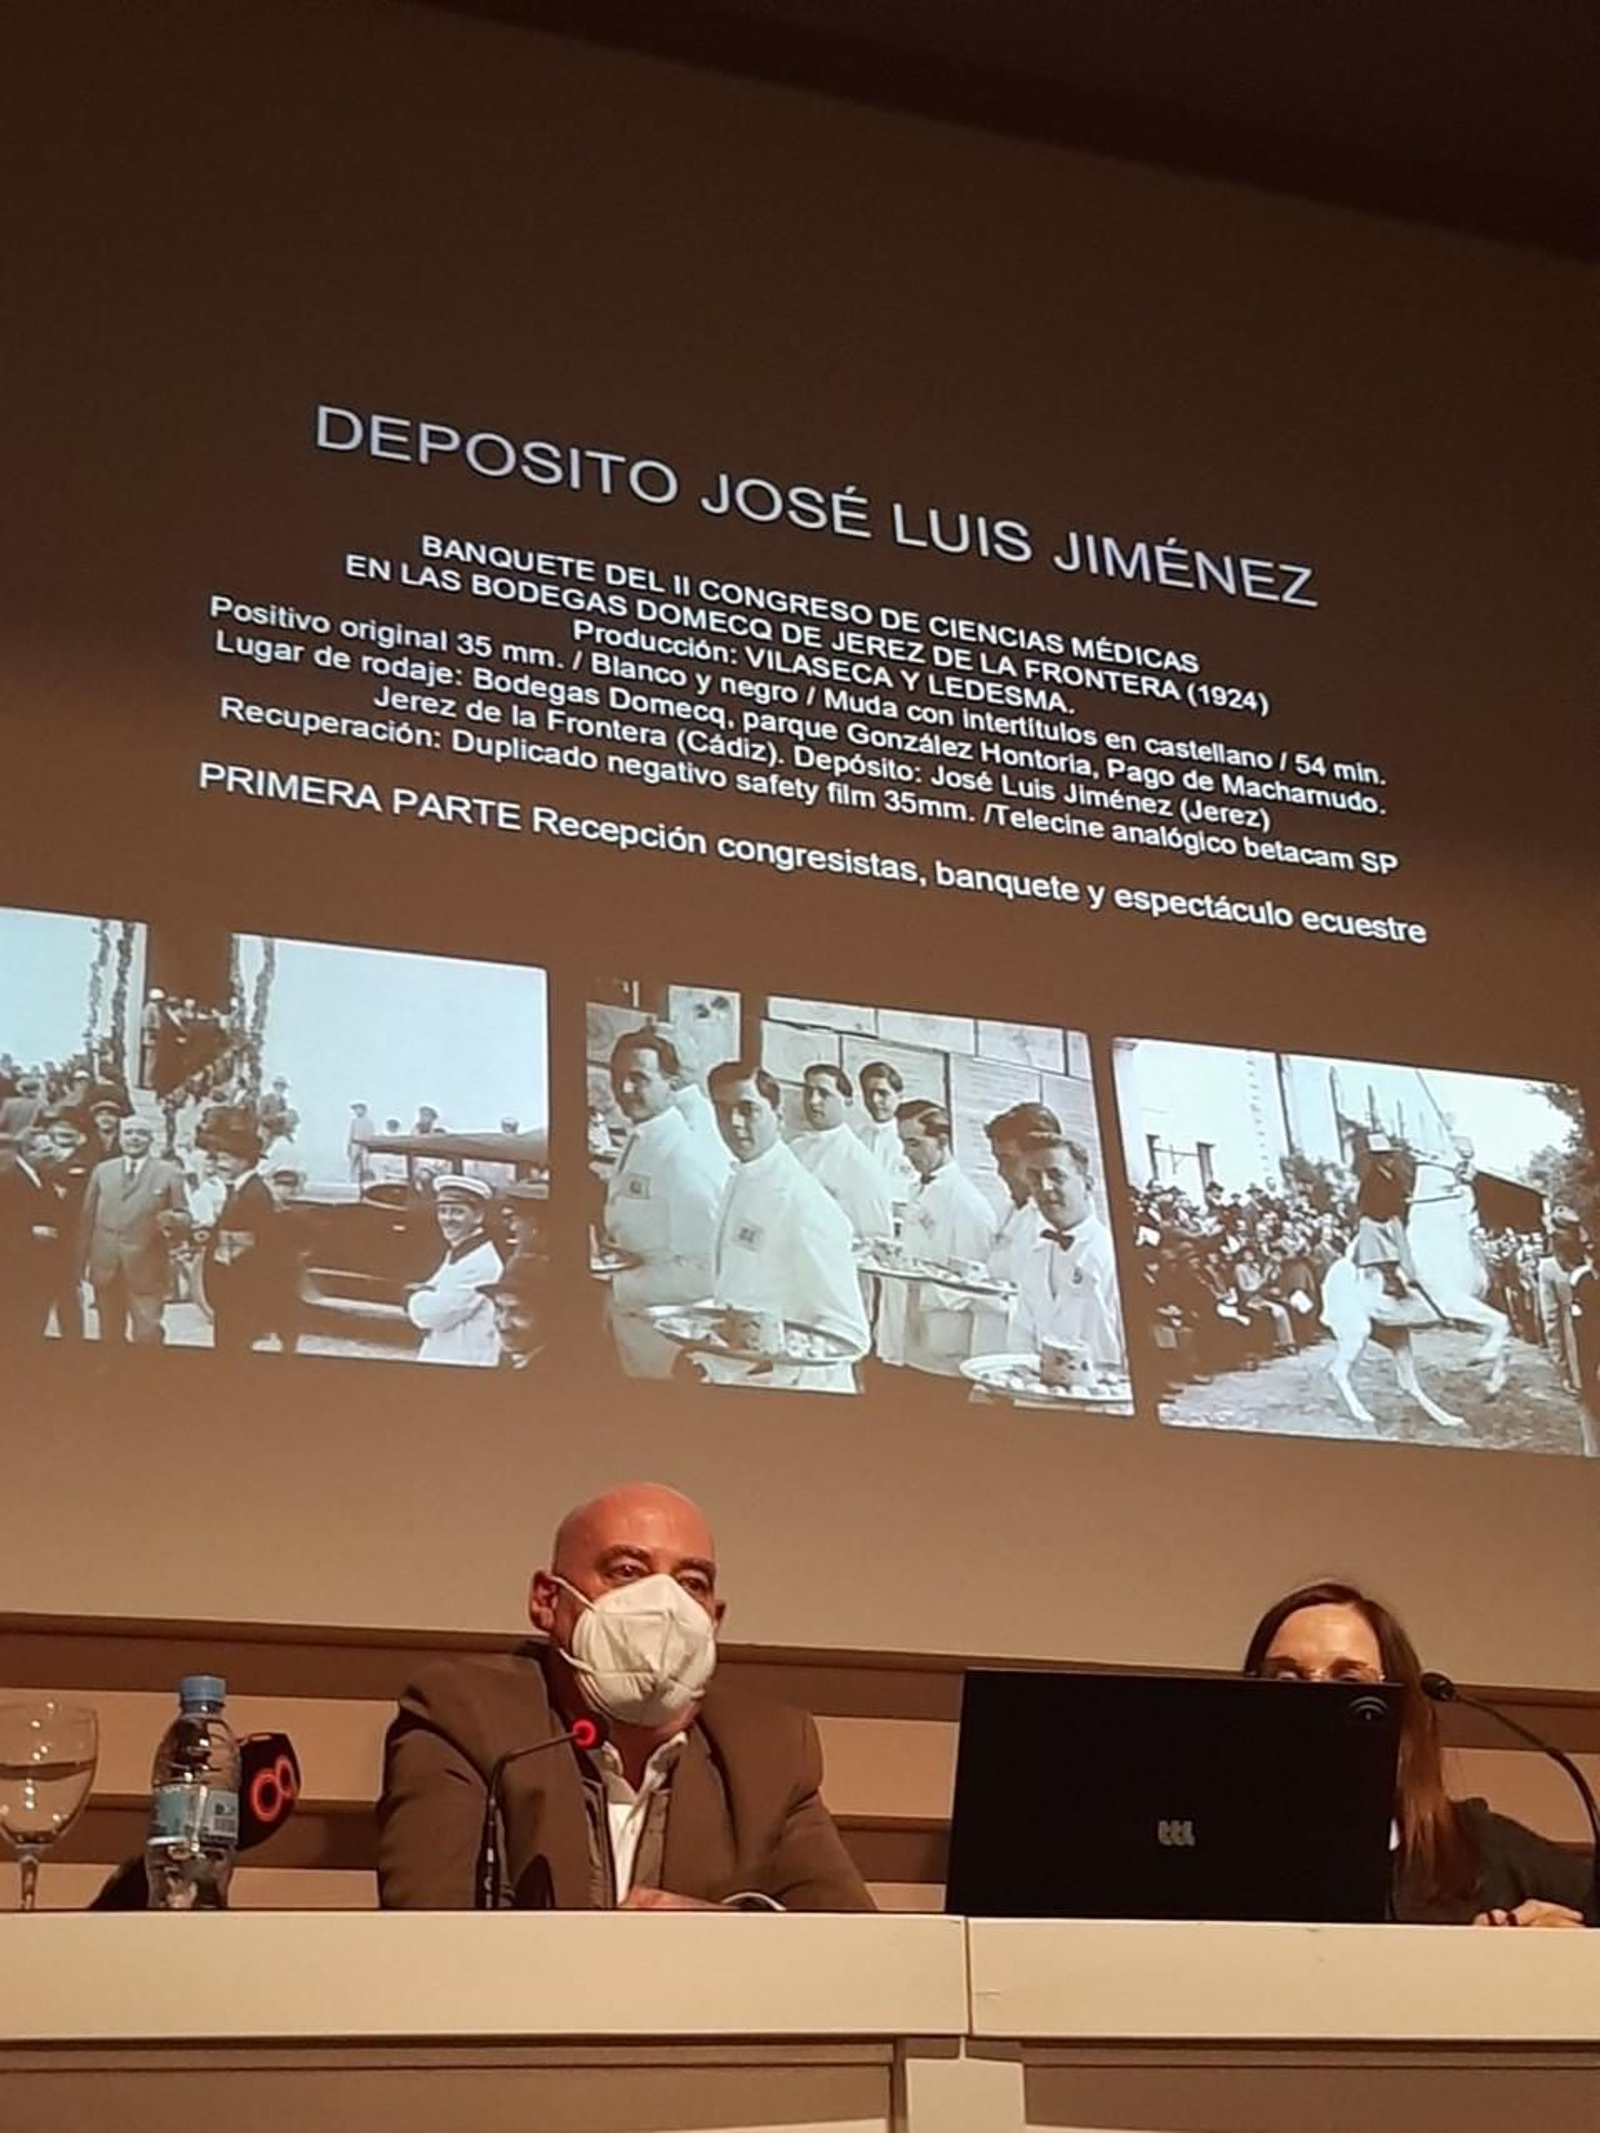 DEPOSITO JOSÉ LUIS JIMÉNEZ
BANQUETE DEL II CONGRESO DE CIENCIAS MÉDICAS
EN LAS BODEGAS DOMECQ DE JEREZ DE LA FRONTERA (1924)
Producción: VILASECA Y LEDESMA.
Positivo original 35 mm. / Blanco y negro / Muda con intertítulos en castellano / 54 min.
Lugar de rodaje: Bodegas Domecq, parque González Hontoria, Pago de Macharnudo.
Jerez de la Frontera (Cádiz). Depósito: José Luis Jiménez (Jerez)
Recuperación: Duplicado negativo safety film 35mm. /Telecine analógico betacam SP
PRIMERA PARTE Recepción congresistas, banquete y espectáculo ecuestre